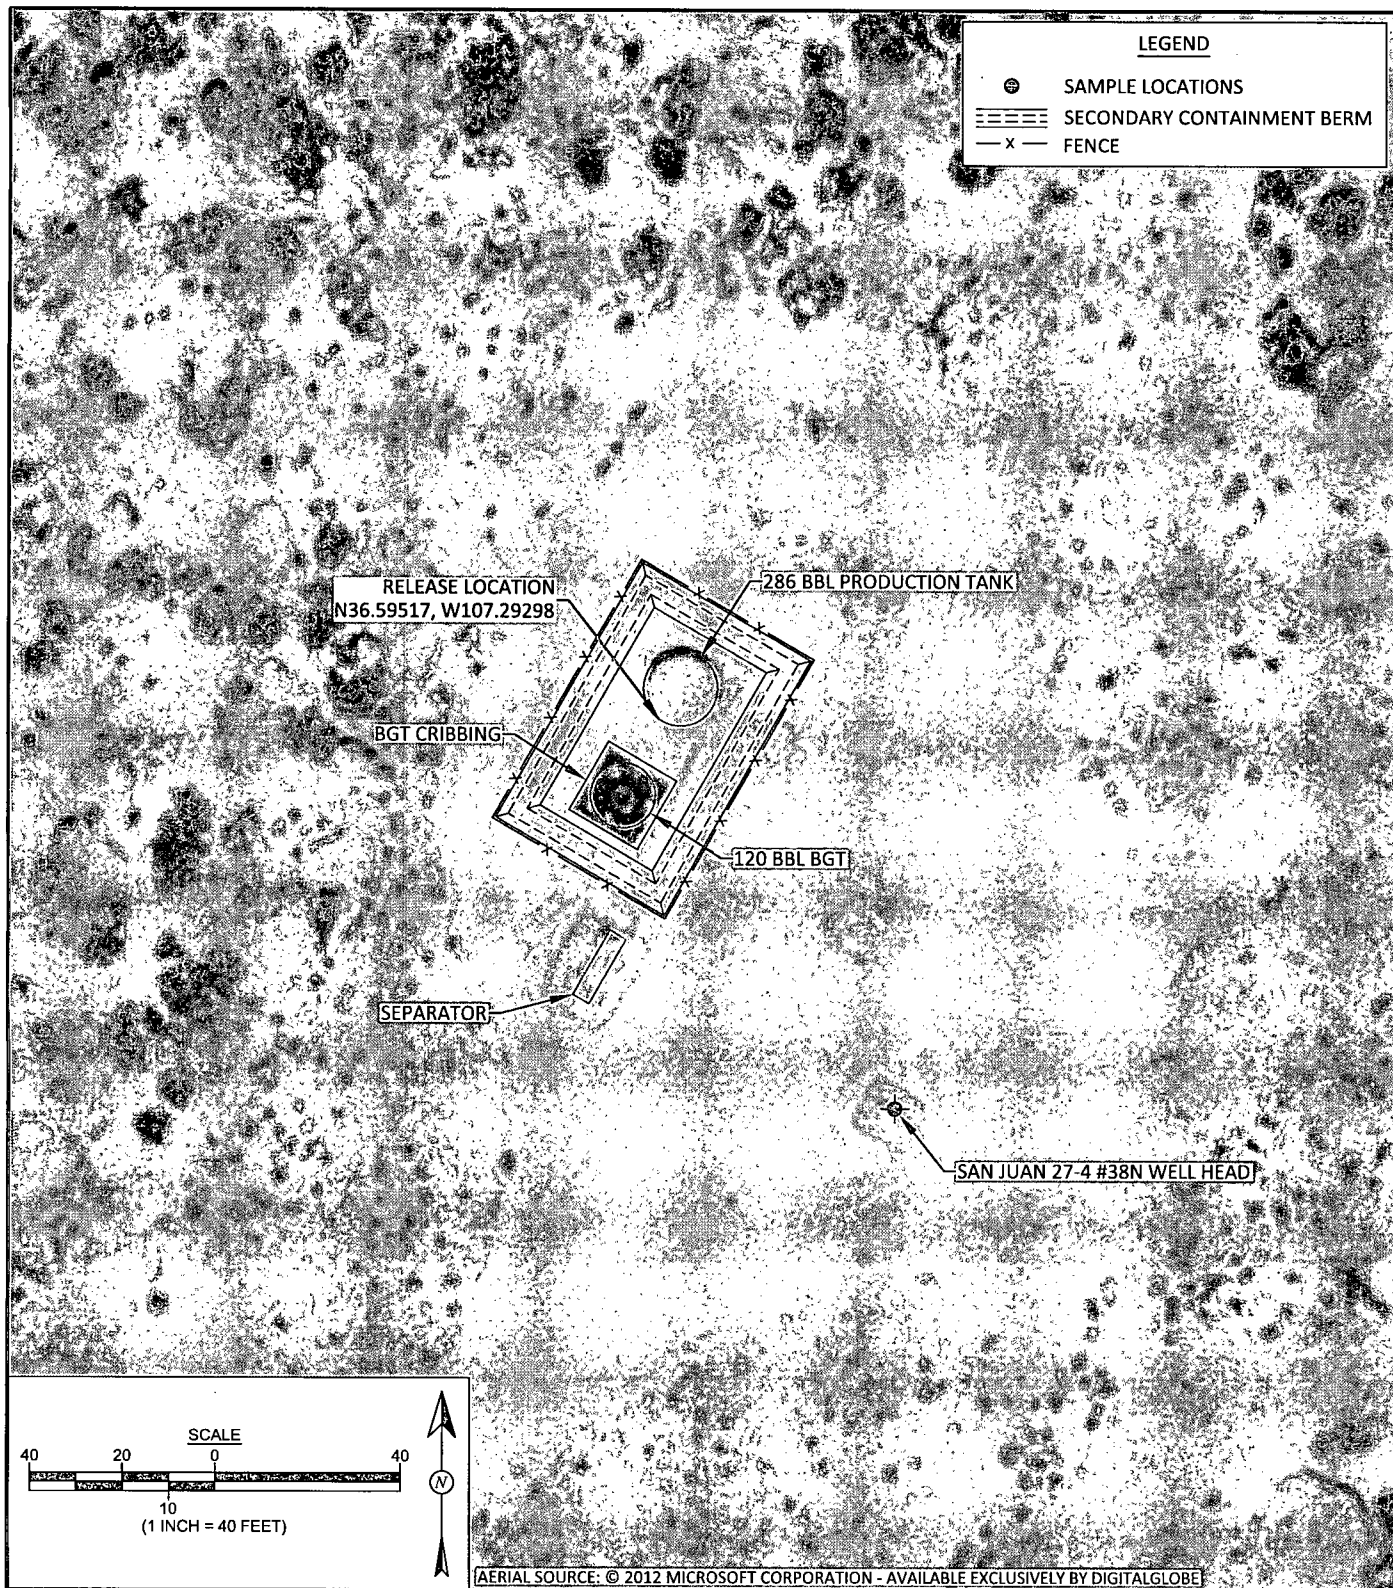 LEGEND
SAMPLE LOCATIONS
SECONDARY CONTAINMENT BERM
x FENCE
RELEASE LOCATION
N36.59517, W107.29298
286 BBL PRODUCTION TANK
BGT CRIBBING
120 BBL BGT
SEPARATOR
SAN JUAN 27-4 #38N WELL HEAD
SCALE
40 20 0 40
10
(1 INCH = 40 FEET)
N
AERIAL SOURCE: © 2012 MICROSOFT CORPORATION - AVAILABLE EXCLUSIVELY BY DIGITALGLOBE